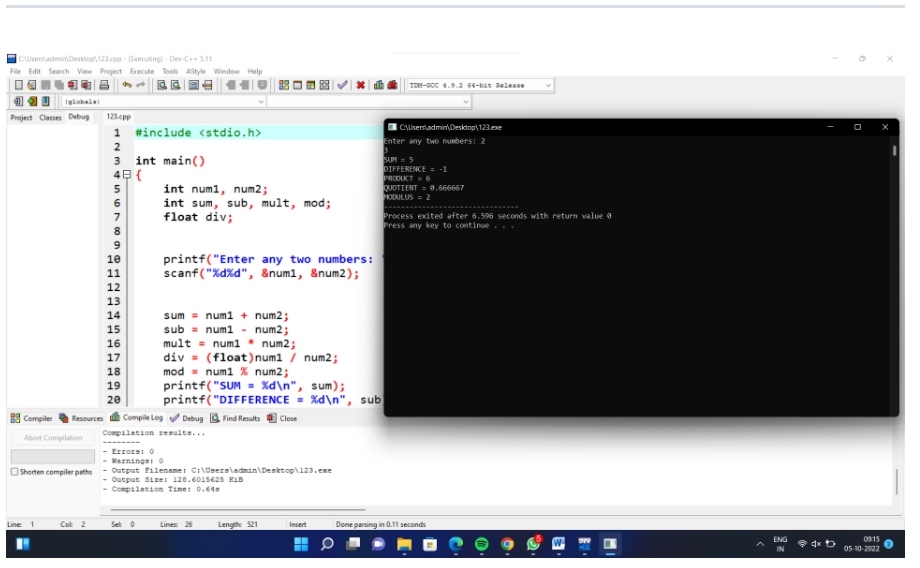 C:\Users\admin\Desktop\123.cpp - [Executing] - Dev-C++ 5.11
File Edit Search View Project Execute Tools AStyle Window Help
TDM-GCC 4.9.2 64-bit Release
(globals)
Project Classes Debug 123.cpp
1 #include <stdio.h>
2
3 int main()
4 {
5 int num1, num2;
6 int sum, sub, mult, mod;
7 float div;
8
9
10 printf("Enter any two numbers: "
11 scanf("%d%d", &num1, &num2);
12
13
14 sum = num1 + num2;
15 sub = num1 - num2;
16 mult = num1 * num2;
17 div = (float)num1 / num2;
18 mod = num1 % num2;
19 printf("SUM = %d\n", sum);
20 printf("DIFFERENCE = %d\n", sub
C:\Users\admin\Desktop\123.exe
Enter any two numbers: 2
3
SUM = 5
DIFFERENCE = -1
PRODUCT = 6
QUOTIENT = 0.666667
MODULUS = 2
--------------------------------
Process exited after 6.596 seconds with return value 0
Press any key to continue . . .
Compiler Resources Compile Log Debug Find Results Close
Abort Compilation
Shorten compiler paths
Compilation results...
--------
- Errors: 0
- Warnings: 0
- Output Filename: C:\Users\admin\Desktop\123.exe
- Output Size: 128.6015625 KiB
- Compilation Time: 0.64s
Line: 1 Col: 2 Sel: 0 Lines: 26 Length: 521 Insert Done parsing in 0.11 seconds
ENG
IN
0915
05-10-2022